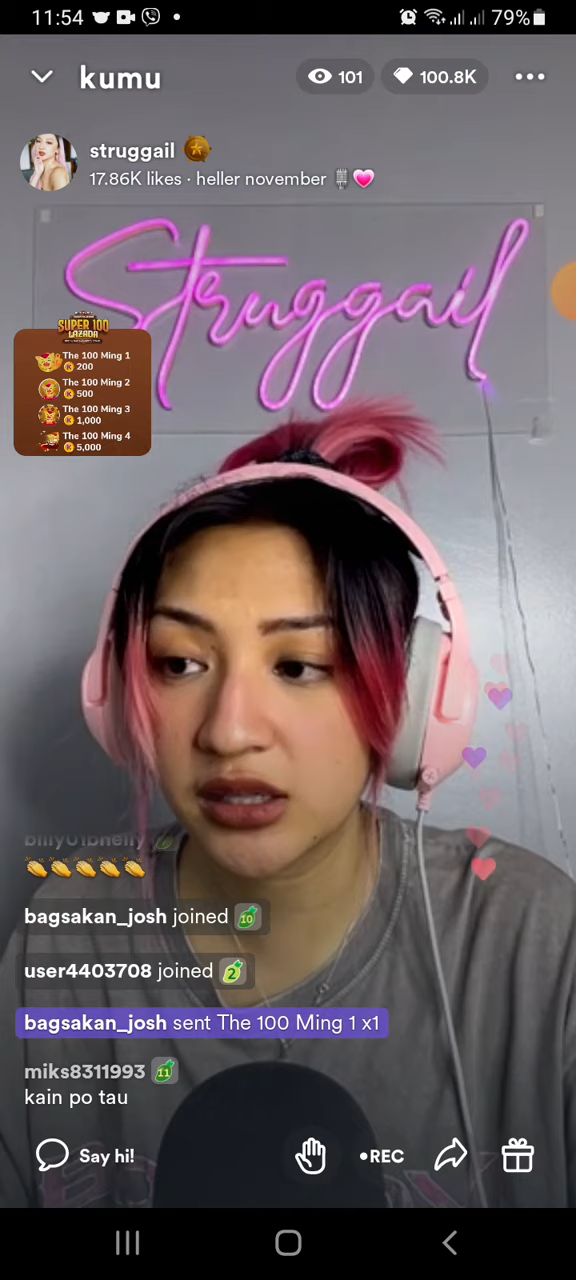 11:54
79%
kumu
101
100.8K
struggail
17.86K likes · heller november
Struggail
SUPER 100
LAZADA
The 100 Ming 1
200
The 100 Ming 2
500
The 100 Ming 3
1,000
The 100 Ming 4
5,000
👏👏👏👏👏
bagsakan_josh joined 10
user4403708 joined 2
bagsakan_josh sent The 100 Ming 1 x1
miks8311993 11
kain po tau
Say hi!
•REC